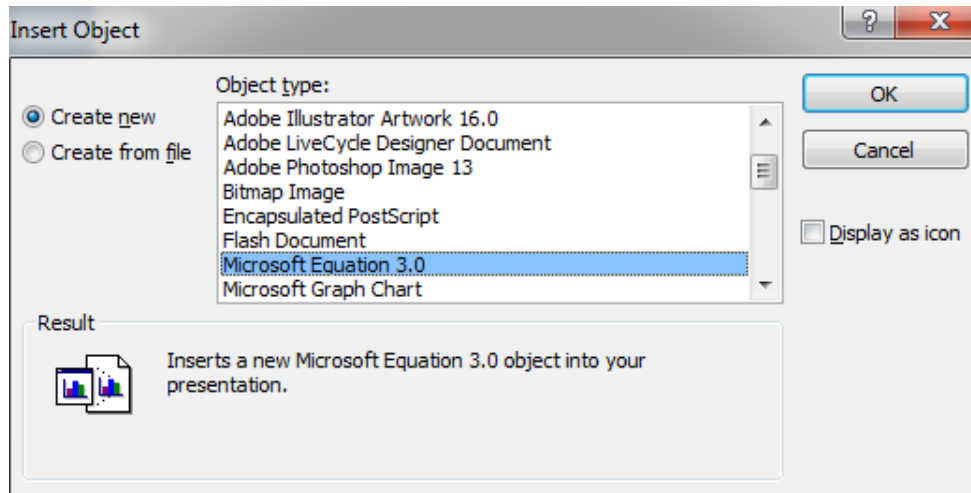 Insert Object
?
X
Object type:
Create new
Create from file
Adobe Illustrator Artwork 16.0
Adobe LiveCycle Designer Document
Adobe Photoshop Image 13
Bitmap Image
Encapsulated PostScript
Flash Document
Microsoft Equation 3.0
Microsoft Graph Chart
OK
Cancel
Display as icon
Result
Inserts a new Microsoft Equation 3.0 object into your
presentation.